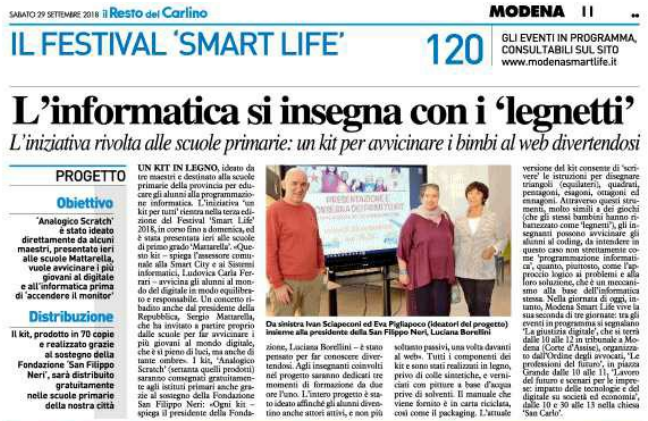 SABATO 29 SETTEMBRE 2018 il Resto del Carlino
MODENA 11
IL FESTIVAL ‘SMART LIFE’
120
GLI EVENTI IN PROGRAMMA,
CONSULTABILI SUL SITO
www.modenasmartlife.it
L’informatica si insegna con i ‘legnetti’
L’iniziativa rivolta alle scuole primarie: un kit per avvicinare i bimbi al web divertendosi
PROGETTO
Obiettivo
‘Analogico Scratch’
è stato ideato
direttamente da alcuni
maestri, presentato ieri
alle scuole Mattarella,
vuole avvicinare i più
giovani al digitale
e all’informatica prima
di ‘accendere il monitor’
Distribuzione
Il kit, prodotto in 70 copie
e realizzato grazie
al sostegno della
Fondazione ‘San Filippo
Neri’, sarà distribuito
gratuitamente
nelle scuole primarie
della nostra città
UN KIT IN LEGNO, ideato da
tre maestri e destinato alla scuole
primarie della provincia per edu-
care gli alunni alla programmazio-
ne informatica. L’iniziativa ‘un
kit per tutti’ rientra nella terza edi-
zione del Festival ‘Smart Life’
2018, in corso fino a domenica, ed
è stata presentata ieri alle scuole
di primo grado ‘Mattarella’. «Que-
sto kit – spiega l’assessore comu-
nale alla Smart City e ai Sistemi
informatici, Ludovica Carla Fer-
rari – avvicina gli alunni al mon-
do del digitale in modo equilibra-
to e responsabile. Un concetto ri-
badito anche dal presidente della
Repubblica, Sergio Mattarella,
che ha invitato a partire proprio
dalle scuole per far avvicinare i
più giovani al mondo digitale,
che è sì pieno di luci, ma anche di
tante ombre». I kit, ‘Analogico
Scratch’ (settanta quelli prodotti)
saranno consegnati gratuitamen-
te agli istituti primari anche gra-
zie al sostegno della Fondazione
San Filippo Neri: «Ogni kit –
spiega il presidente della Fonda-
PRESENTAZIONE E
CONSEGNA DEI PRIMI
Da sinistra Ivan Sciapeconi ed Eva Pigliapoco (ideatori del progetto)
insieme alla presidente della San Filippo Neri, Luciana Borellini
zione, Luciana Borellini – è stato
pensato per far conoscere diver-
tendosi. Agli insegnanti coinvolti
nel progetto saranno dedicate tre
momenti di formazione da due
ore l’uno. L’intero progetto è sta-
to ideato affinché gli alunni diven-
tino anche attori attivi, e non più
soltanto passivi, una volta davanti
al web». Tutti i componenti dei
kit e sono stati realizzati in legno,
privo di colle sintetiche, e verni-
ciati con pitture a base d’acqua
prive di solventi. Il manuale che
viene fornito è in carta riciclata,
così come il packaging. L’attuale
versione del kit consente di ‘scri-
vere’ le istruzioni per disegnare
triangoli (equilateri), quadrati,
pentagoni, esagoni, ottagoni ed
ennagoni. Attraverso questi stru-
menti, molto simili a dei giochi
(che gli stessi bambini hanno ri-
battezzato come ‘legnetti’), gli in-
segnanti possono avvicinare gli
alunni al coding, da intendere in
questo caso non strettamente co-
me ‘programmazione informati-
ca’, quanto, piuttosto, come l’ap-
proccio logico ai problemi e alla
loro soluzione, che è un meccani-
smo alla base dell’informatica
stessa. Nella giornata di oggi, in-
tanto, Modena Smart Life vive la
sua seconda di tre giornate: tra gli
eventi in programma si segnalano
‘La giustizia digitale’, che si terrà
dalle 10 alle 12 in tribunale a Mo-
dena (Corte d’Assise), organizza-
to dall’Ordine degli avvocati, ‘Le
professioni del futuro’, in piazza
Grande dalle 10 alle 11, ‘Lavoro
del futuro e scenari per le impre-
se: impatto delle tecnologie e del
digitale su società ed economia’,
dalle 10 e 30 alle 13 nella chiesa
‘San Carlo’.